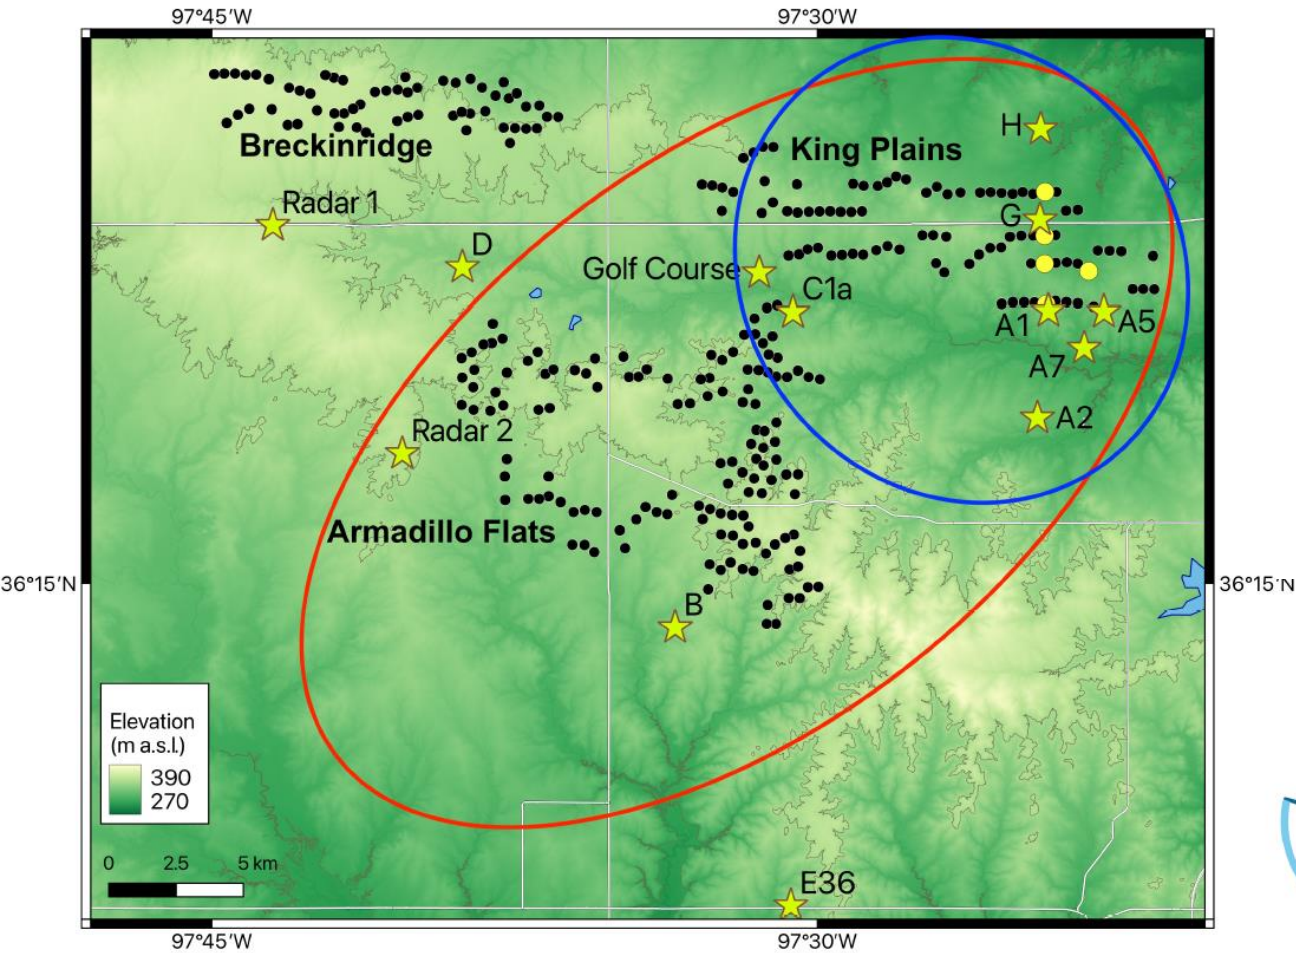 97°45′W 97°30′W
Breckinridge
King Plains
H
Radar 1
G
D
Golf Course
C1a
A1
A5
A7
A2
Radar 2
Armadillo Flats
36°15′N 36°15′N
B
Elevation
(m a.s.l.)
390
270
0 2.5 5 km
E36
97°45′W 97°30′W